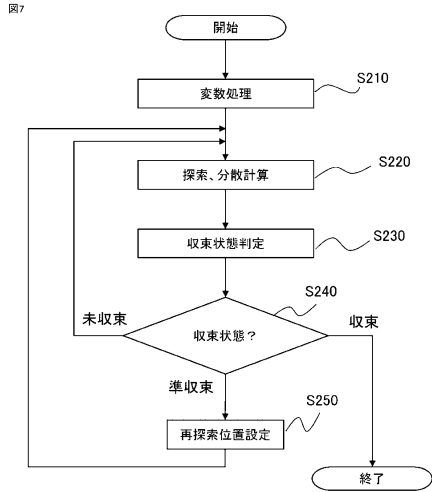 図7
開始
変数処理
S210
探索、分散計算
S220
収束状態判定
S230
S240
未収束
収束状態？
収束
準収束
S250
再探索位置設定
終了